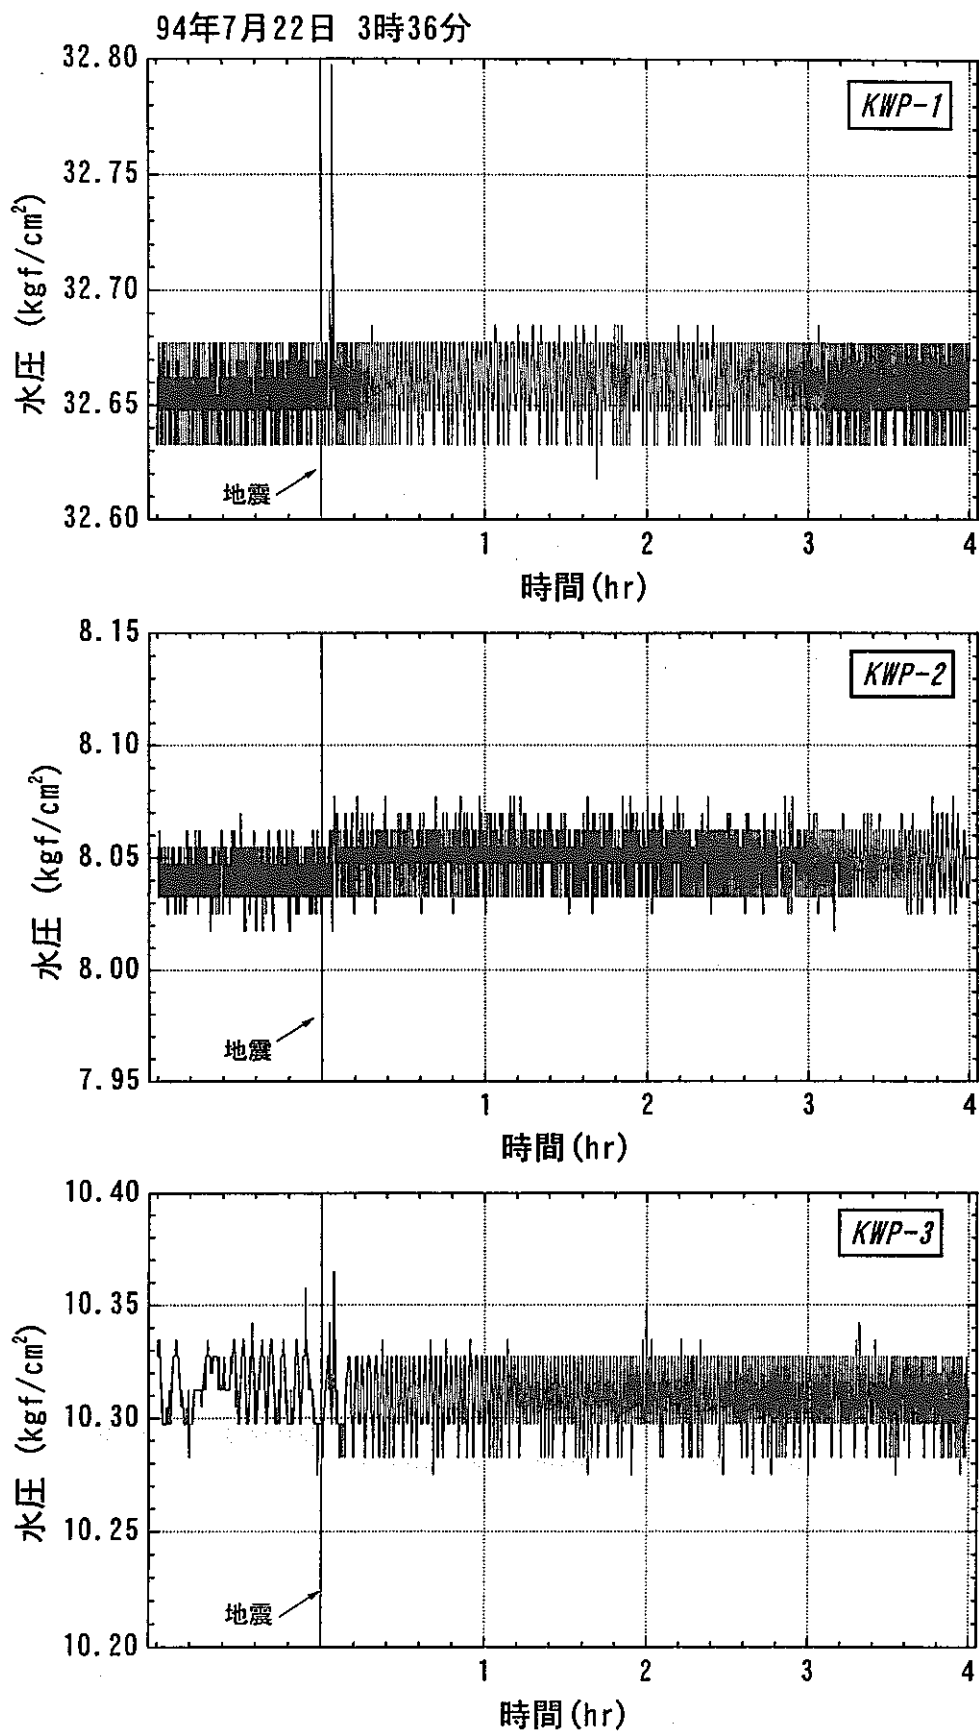 94年7月22日 3時36分
32.80
32.75
32.70
32.65
32.60
水圧 (kgf/cm²)
KWP-1
地震
1 2 3 4
時間(hr)
8.15
8.10
8.05
8.00
7.95
水圧 (kgf/cm²)
KWP-2
地震
1 2 3 4
時間(hr)
10.40
10.35
10.30
10.25
10.20
水圧 (kgf/cm²)
KWP-3
地震
1 2 3 4
時間(hr)